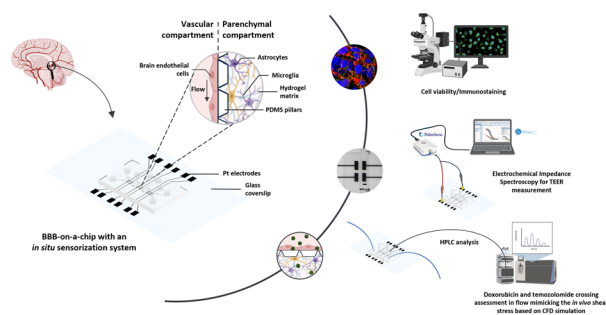 Vascular
compartment
Parenchymal
compartment
Brain endothelial
cells
Flow
Astrocytes
Microglia
Hydrogel
matrix
PDMS pillars
Pt electrodes
Glass
coverslip
BBB-on-a-chip with an
in situ sensorization system
Cell viability/Immunostaining
PalmSens
Electrochemical Impedance
Spectroscopy for TEER
measurement
HPLC analysis
Doxorubicin and temozolomide crossing
assessment in flow mimicking the in vivo shea
stress based on CFD simulation